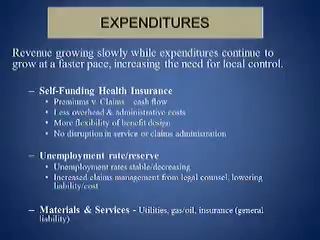 EXPENDITURES
Revenue growing slowly while expenditures continue to
grow at a faster pace, increasing the need for local control.
– Self-Funding Health Insurance
• Premiums v. Claims – cash flow
• Less overhead & administrative costs
• More flexibility of benefit design
• No disruption in service or claims administration
– Unemployment rate/reserve
• Unemployment rates stable/decreasing
• Increased claims management from legal counsel, lowering
liability/cost
– Materials & Services - Utilities, gas/oil, insurance (general
liability)